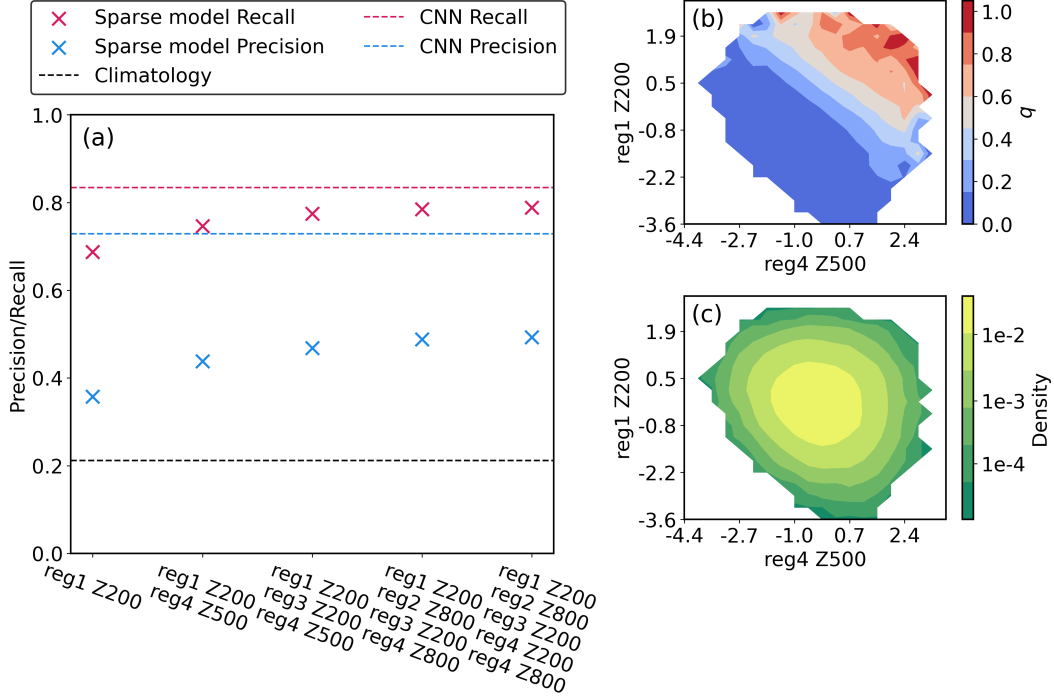 Sparse model Recall
CNN Recall
Sparse model Precision
CNN Precision
Climatology
(a)
Precision/Recall
1.0
0.8
0.6
0.4
0.2
0.0
reg1 Z200
reg1 Z200
reg4 Z500
reg1 Z200
reg3 Z200
reg4 Z500
reg1 Z200
reg2 Z800
reg3 Z200
reg4 Z800
reg1 Z200
reg2 Z800
reg3 Z200
reg4 Z200
reg4 Z800
(b)
reg1 Z200
1.9
0.5
-0.8
-2.2
-3.6
-4.4 -2.7 -1.0 0.7 2.4
reg4 Z500
1.0
0.8
0.6
0.4
0.2
0.0
q
(c)
reg1 Z200
1.9
0.5
-0.8
-2.2
-3.6
-4.4 -2.7 -1.0 0.7 2.4
reg4 Z500
1e-2
1e-3
1e-4
Density